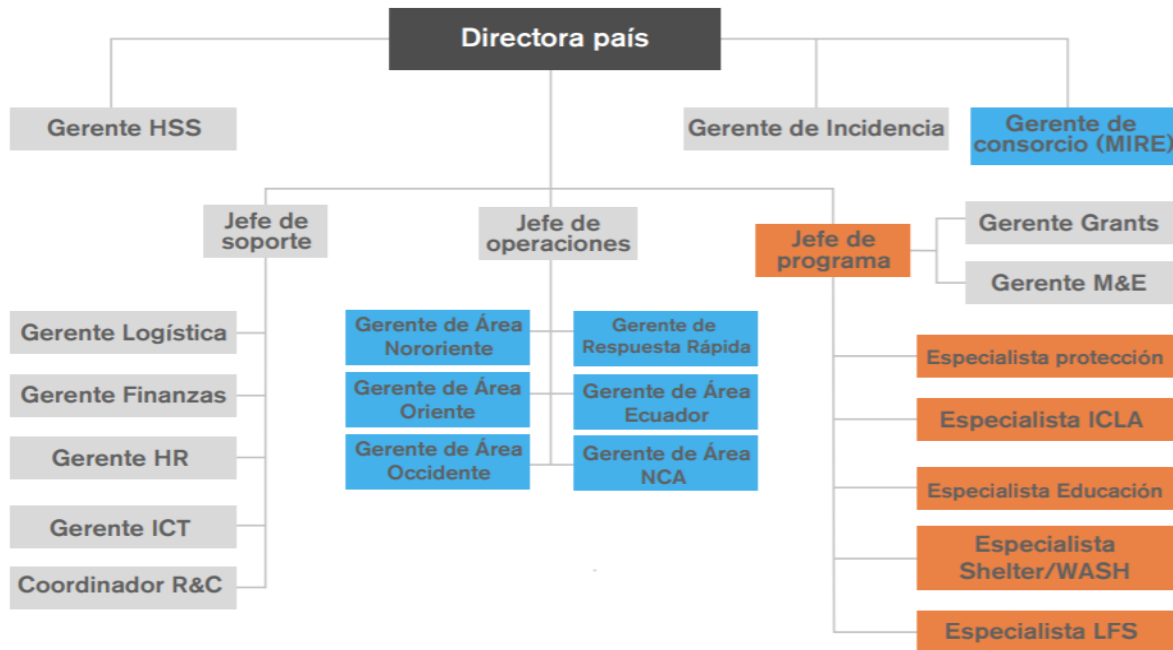 Directora país
Gerente HSS
Gerente de Incidencia
Gerente de
consorcio (MIRE)
Jefe de
soporte
Jefe de
operaciones
Jefe de
programa
Gerente Grants
Gerente M&E
Gerente Logística
Gerente Finanzas
Gerente HR
Gerente ICT
Coordinador R&C
Gerente de Área
Nororiente
Gerente de
Respuesta Rápida
Gerente de Área
Oriente
Gerente de Área
Ecuador
Gerente de Área
Occidente
Gerente de Área
NCA
Especialista protección
Especialista ICLA
Especialista Educación
Especialista
Shelter/WASH
Especialista LFS